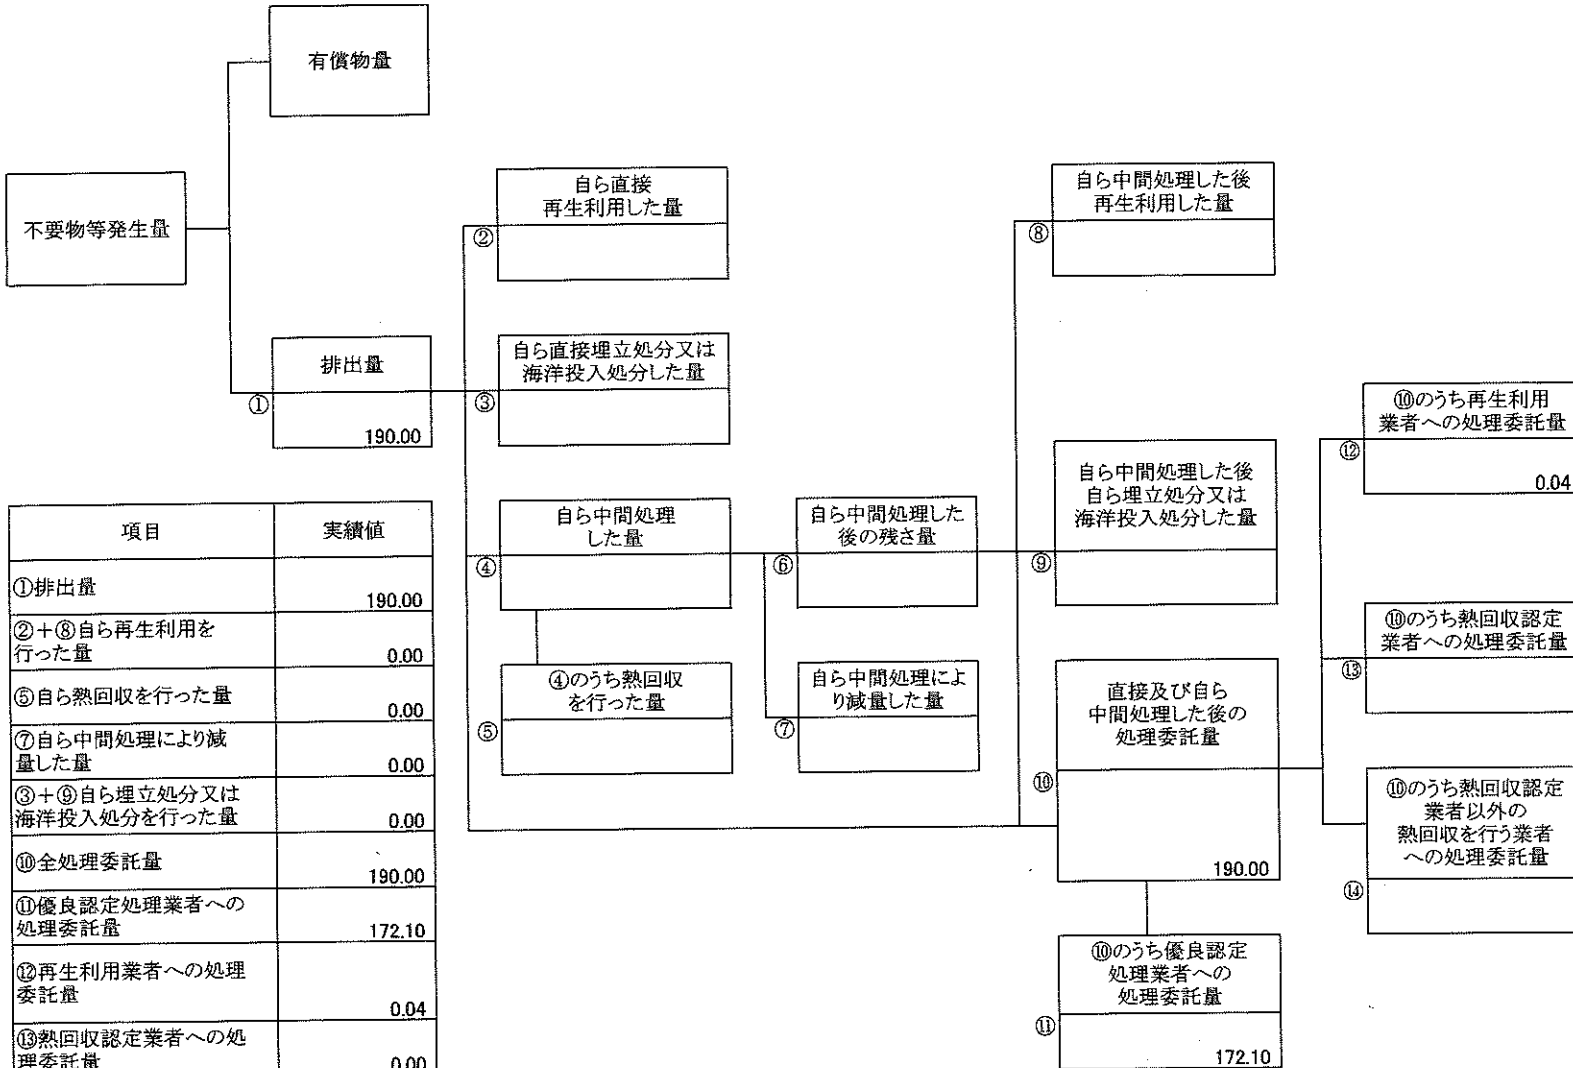 有償物量
不要物等発生量
排出量
①
190.00
自ら直接
再生利用した量
②
自ら直接埋立処分又は
海洋投入処分した量
③
自ら中間処理
した量
④
④のうち熱回収
を行った量
⑤
自ら中間処理した
後の残さ量
⑥
自ら中間処理によ
り減量した量
⑦
自ら中間処理した後
再生利用した量
⑧
自ら中間処理した後
自ら埋立処分又は
海洋投入処分した量
⑨
直接及び自ら
中間処理した後の
処理委託量
⑩
190.00
⑩のうち優良認定
処理業者への
処理委託量
⑪
172.10
⑩のうち再生利用
業者への処理委託量
⑫
0.04
⑩のうち熱回収認定
業者への処理委託量
⑬
⑩のうち熱回収認定
業者以外の
熱回収を行う業者
への処理委託量
⑭
項目 実績値
①排出量 190.00
②+⑧自ら再生利用を
行った量 0.00
⑤自ら熱回収を行った量 0.00
⑦自ら中間処理により減
量した量 0.00
③+⑨自ら埋立処分又は
海洋投入処分を行った量 0.00
⑩全処理委託量 190.00
⑪優良認定処理業者への
処理委託量 172.10
⑫再生利用業者への処理
委託量 0.04
⑬熱回収認定業者への処
理委託量 0.00